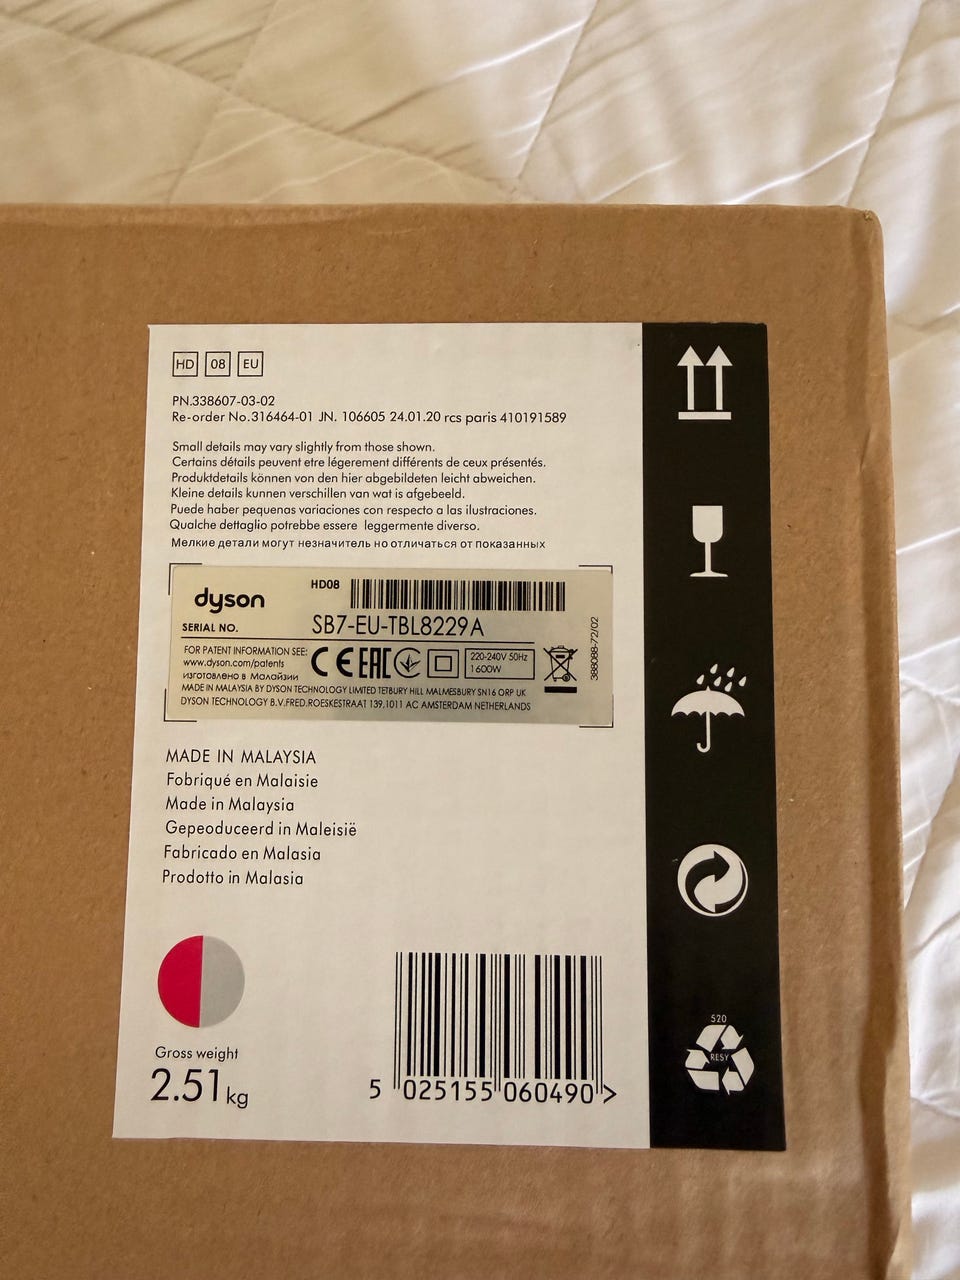 HD 08 EU
PN.338607-03-02
Re-order No.316464-01 JN. 106605 24.01.20 rcs paris 410191589
Small details may vary slightly from those shown.
Certains détails peuvent etre légerement différents de ceux présentés.
Produktdetails können von den hier abgebildeten leicht abweichen.
Kleine details kunnen verschillen van wat is afgebeeld.
Puede haber pequenas variaciones con respecto a las ilustraciones.
Qualche dettaglio potrebbe essere leggermente diverso.
Мелкие детали могут незначитель но отличаться от показанных
dyson HD08
SERIAL NO. SB7-EU-TBL8229A
FOR PATENT INFORMATION SEE:
www.dyson.com/patents
изготовлено в Малайзии
CE EAC
220-240V 50Hz
1600W
MADE IN MALAYSIA BY DYSON TECHNOLOGY LIMITED TETBURY HILL MALMESBURY SN16 ORP UK
DYSON TECHNOLOGY B.V.FRED.ROESKESTRAAT 139,1011 AC AMSTERDAM NETHERLANDS
388088-72/02
MADE IN MALAYSIA
Fabriqué en Malaisie
Made in Malaysia
Gepeoduceerd in Maleisië
Fabricado en Malasia
Prodotto in Malasia
Gross weight
2.51 kg
5 025155 060490 >
520
RESY